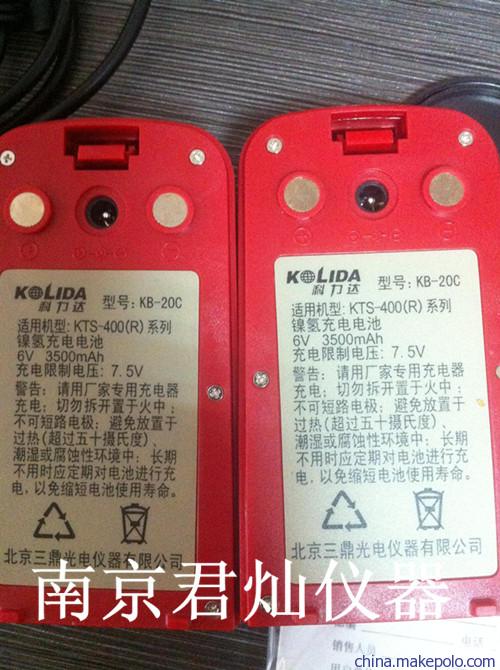 KOLIDA
科力达
型号: KB-20C
适用机型: KTS-400(R)系列
镍氢充电电池
6V 3500mAh
充电限制电压: 7.5V
警告: 请用厂家专用充电器
充电; 切勿拆开置于火中;
不可短路电极; 避免放置于
过热(超过五十摄氏度)、
潮湿或腐蚀性环境中; 长期
不用时应定期对电池进行充
电, 以免缩短电池使用寿命。
北京三鼎光电仪器有限公司
KOLIDA
科力达
型号: KB-20C
适用机型: KTS-400(R)系列
镍氢充电电池
6V 3500mAh
充电限制电压: 7.5V
警告: 请用厂家专用充电器
充电; 切勿拆开置于火中;
不可短路电极; 避免放置于
过热(超过五十摄氏度)、
潮湿或腐蚀性环境中; 长期
不用时应定期对电池进行充
电, 以免缩短电池使用寿命。
北京三鼎光电仪器有限公司
南京君灿仪器
电话
销售人员
china.makepolo.com